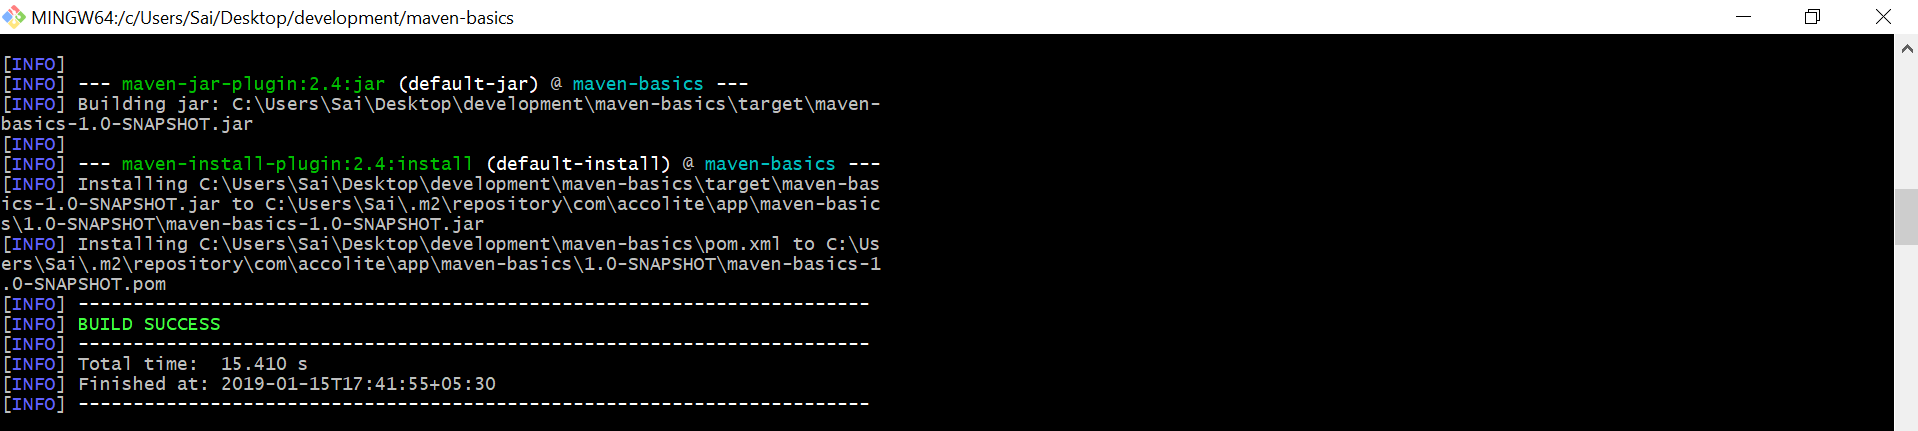 MINGW64:/c/Users/Sai/Desktop/development/maven-basics
[INFO]
[INFO] --- maven-jar-plugin:2.4:jar (default-jar) @ maven-basics ---
[INFO] Building jar: C:\Users\Sai\Desktop\development\maven-basics\target\maven-
basics-1.0-SNAPSHOT.jar
[INFO]
[INFO] --- maven-install-plugin:2.4:install (default-install) @ maven-basics ---
[INFO] Installing C:\Users\Sai\Desktop\development\maven-basics\target\maven-bas
ics-1.0-SNAPSHOT.jar to C:\Users\Sai\.m2\repository\com\accolite\app\maven-basic
s\1.0-SNAPSHOT\maven-basics-1.0-SNAPSHOT.jar
[INFO] Installing C:\Users\Sai\Desktop\development\maven-basics\pom.xml to C:\Us
ers\Sai\.m2\repository\com\accolite\app\maven-basics\1.0-SNAPSHOT\maven-basics-1
.0-SNAPSHOT.pom
[INFO] ------------------------------------------------------------------------
[INFO] BUILD SUCCESS
[INFO] ------------------------------------------------------------------------
[INFO] Total time:  15.410 s
[INFO] Finished at: 2019-01-15T17:41:55+05:30
[INFO] ------------------------------------------------------------------------